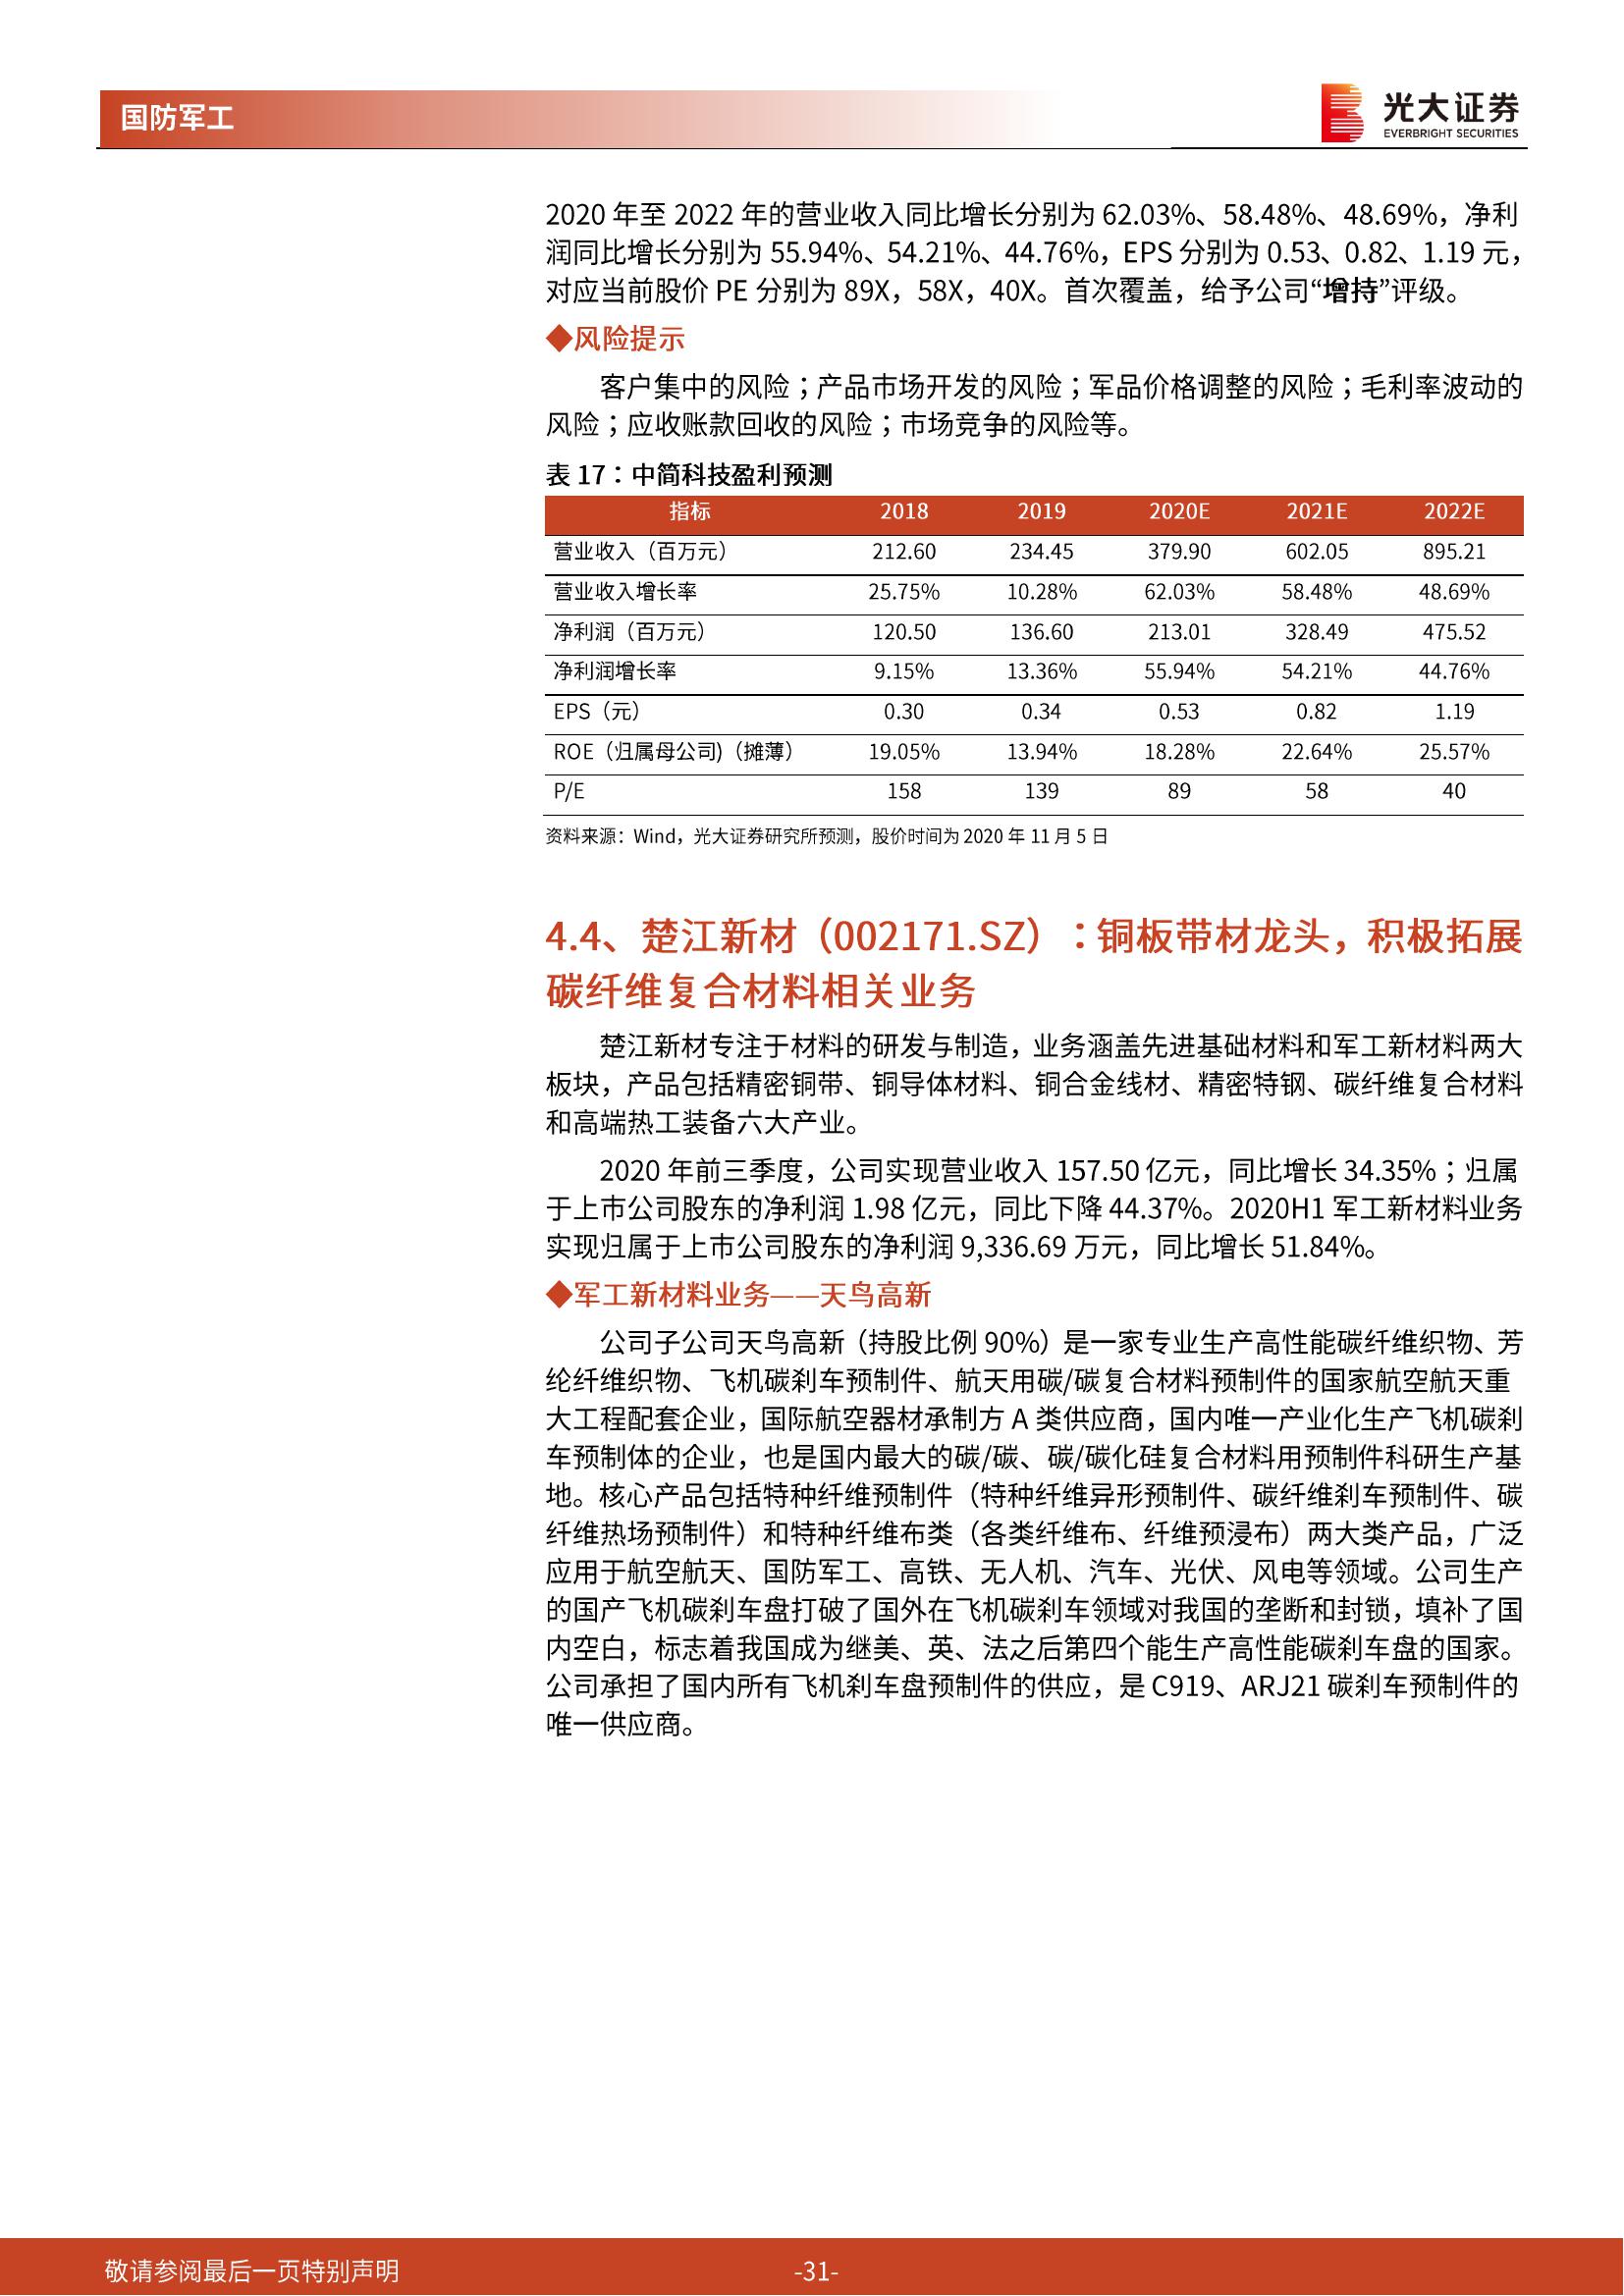 国防军工
光大证券
EVERBRIGHT SECURITIES
2020 年至 2022 年的营业收入同比增长分别为 62.03%、58.48%、48.69%，净利
润同比增长分别为 55.94%、54.21%、44.76%，EPS 分别为 0.53、0.82、1.19 元，
对应当前股价 PE 分别为 89X，58X，40X。首次覆盖，给予公司“增持”评级。
◆风险提示
客户集中的风险；产品市场开发的风险；军品价格调整的风险；毛利率波动的
风险；应收账款回收的风险；市场竞争的风险等。
表 17：中简科技盈利预测
指标 2018 2019 2020E 2021E 2022E
营业收入（百万元） 212.60 234.45 379.90 602.05 895.21
营业收入增长率 25.75% 10.28% 62.03% 58.48% 48.69%
净利润（百万元） 120.50 136.60 213.01 328.49 475.52
净利润增长率 9.15% 13.36% 55.94% 54.21% 44.76%
EPS（元） 0.30 0.34 0.53 0.82 1.19
ROE（归属母公司)（摊薄） 19.05% 13.94% 18.28% 22.64% 25.57%
P/E 158 139 89 58 40
资料来源：Wind，光大证券研究所预测，股价时间为 2020 年 11 月 5 日
4.4、楚江新材（002171.SZ）：铜板带材龙头，积极拓展
碳纤维复合材料相关业务
楚江新材专注于材料的研发与制造，业务涵盖先进基础材料和军工新材料两大
板块，产品包括精密铜带、铜导体材料、铜合金线材、精密特钢、碳纤维复合材料
和高端热工装备六大产业。
2020 年前三季度，公司实现营业收入 157.50 亿元，同比增长 34.35%；归属
于上市公司股东的净利润 1.98 亿元，同比下降 44.37%。2020H1 军工新材料业务
实现归属于上市公司股东的净利润 9,336.69 万元，同比增长 51.84%。
◆军工新材料业务——天鸟高新
公司子公司天鸟高新（持股比例 90%）是一家专业生产高性能碳纤维织物、芳
纶纤维织物、飞机碳刹车预制件、航天用碳/碳复合材料预制件的国家航空航天重
大工程配套企业，国际航空器材承制方 A 类供应商，国内唯一产业化生产飞机碳刹
车预制体的企业，也是国内最大的碳/碳、碳/碳化硅复合材料用预制件科研生产基
地。核心产品包括特种纤维预制件（特种纤维异形预制件、碳纤维刹车预制件、碳
纤维热场预制件）和特种纤维布类（各类纤维布、纤维预浸布）两大类产品，广泛
应用于航空航天、国防军工、高铁、无人机、汽车、光伏、风电等领域。公司生产
的国产飞机碳刹车盘打破了国外在飞机碳刹车领域对我国的垄断和封锁，填补了国
内空白，标志着我国成为继美、英、法之后第四个能生产高性能碳刹车盘的国家。
公司承担了国内所有飞机刹车盘预制件的供应，是 C919、ARJ21 碳刹车预制件的
唯一供应商。
敬请参阅最后一页特别声明
-31-